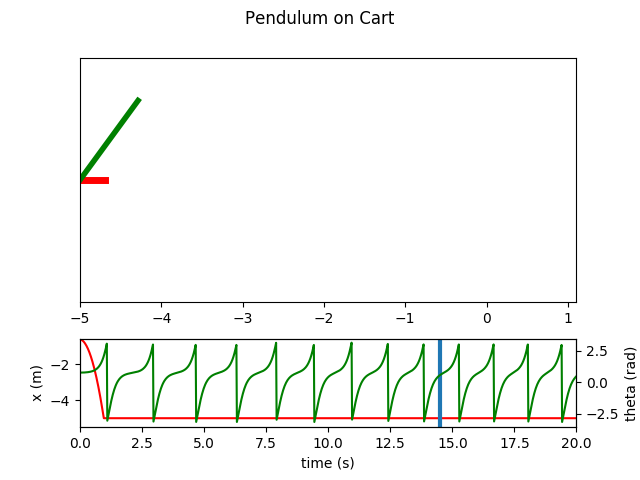 Pendulum on Cart
−5 −4 −3 −2 −1 0 1
x (m)
−2
−4
2.5
0.0
−2.5
theta (rad)
0.0 2.5 5.0 7.5 10.0 12.5 15.0 17.5 20.0
time (s)